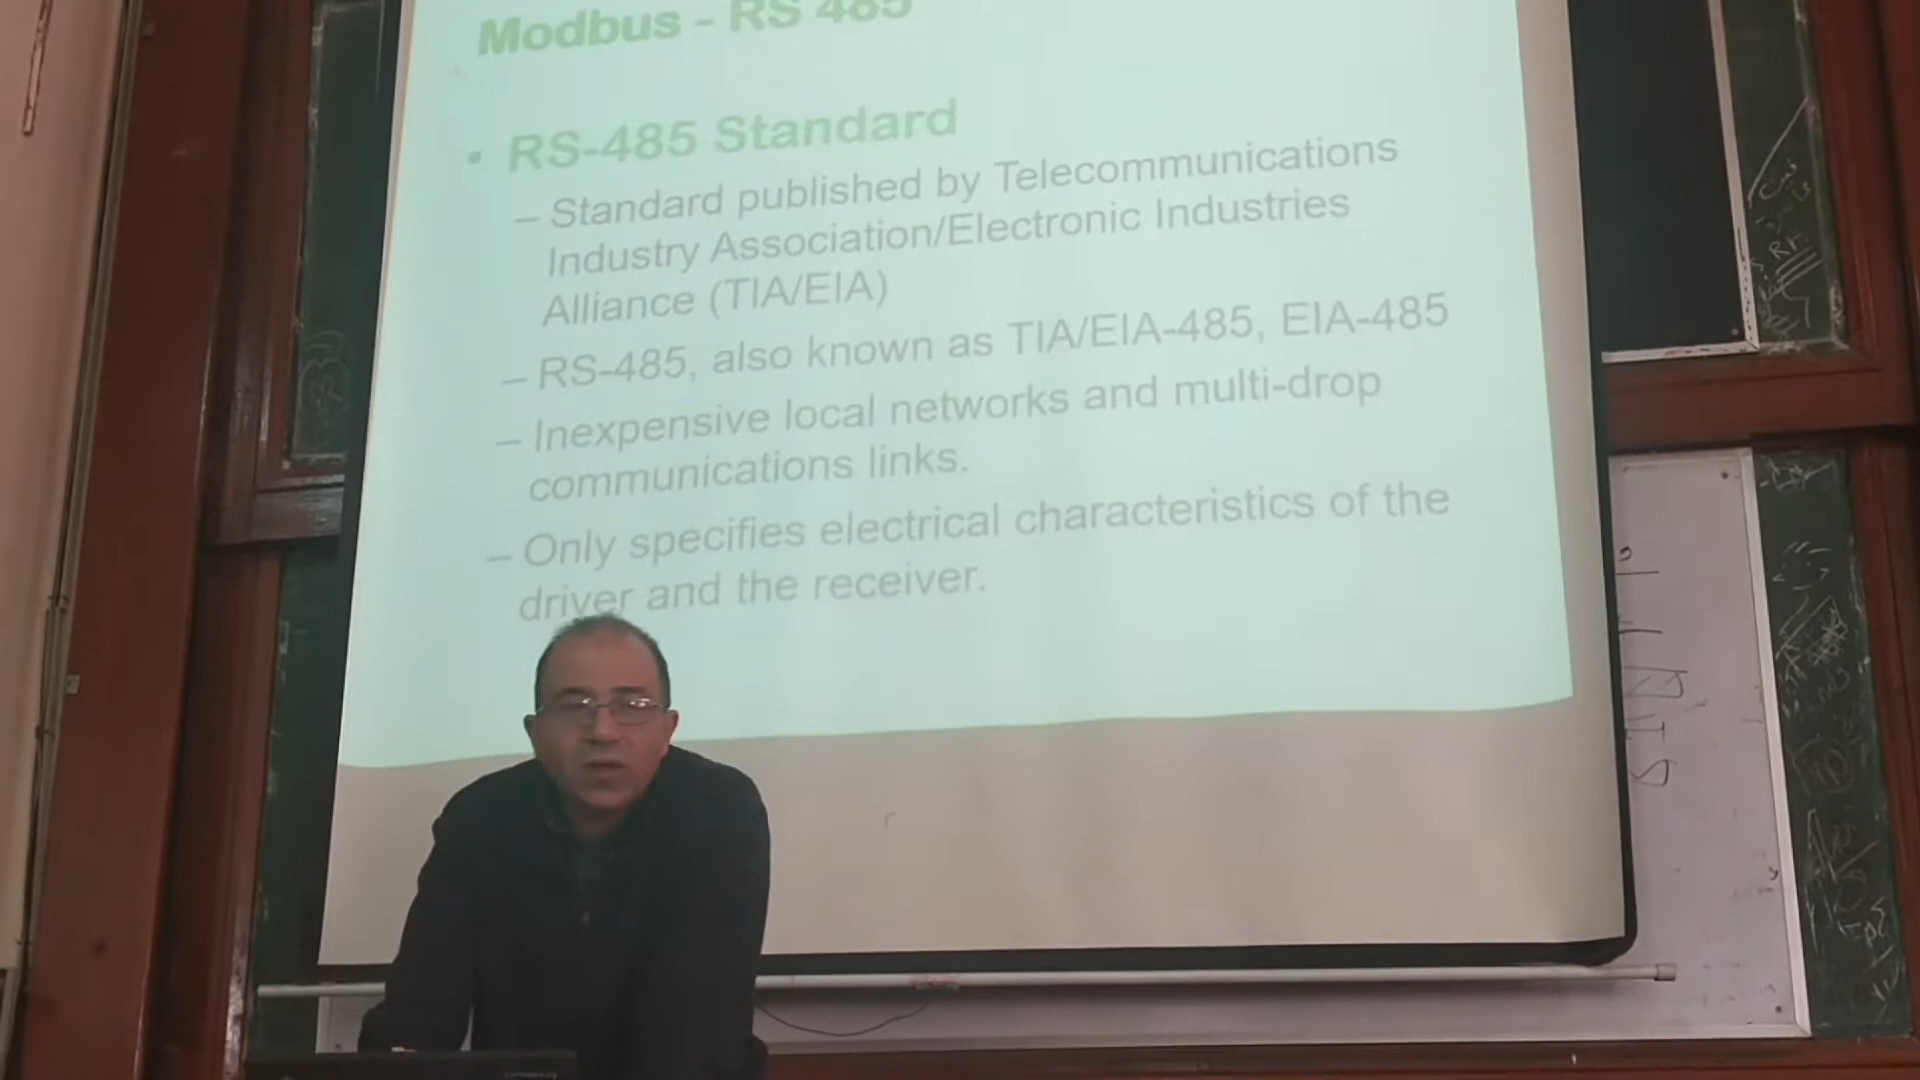 Modbus - RS 485
• RS-485 Standard
– Standard published by Telecommunications
Industry Association/Electronic Industries
Alliance (TIA/EIA)
– RS-485, also known as TIA/EIA-485, EIA-485
– Inexpensive local networks and multi-drop
communications links.
– Only specifies electrical characteristics of the
driver and the receiver.